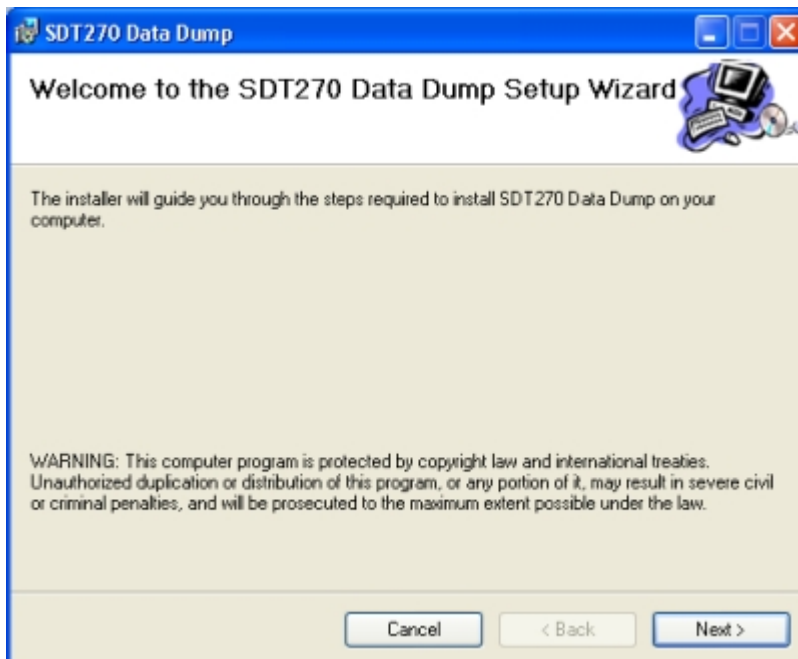 SDT270 Data Dump
Welcome to the SDT270 Data Dump Setup Wizard
The installer will guide you through the steps required to install SDT270 Data Dump on your
computer.
WARNING: This computer program is protected by copyright law and international treaties.
Unauthorized duplication or distribution of this program, or any portion of it, may result in severe civil
or criminal penalties, and will be prosecuted to the maximum extent possible under the law.
Cancel
< Back
Next >